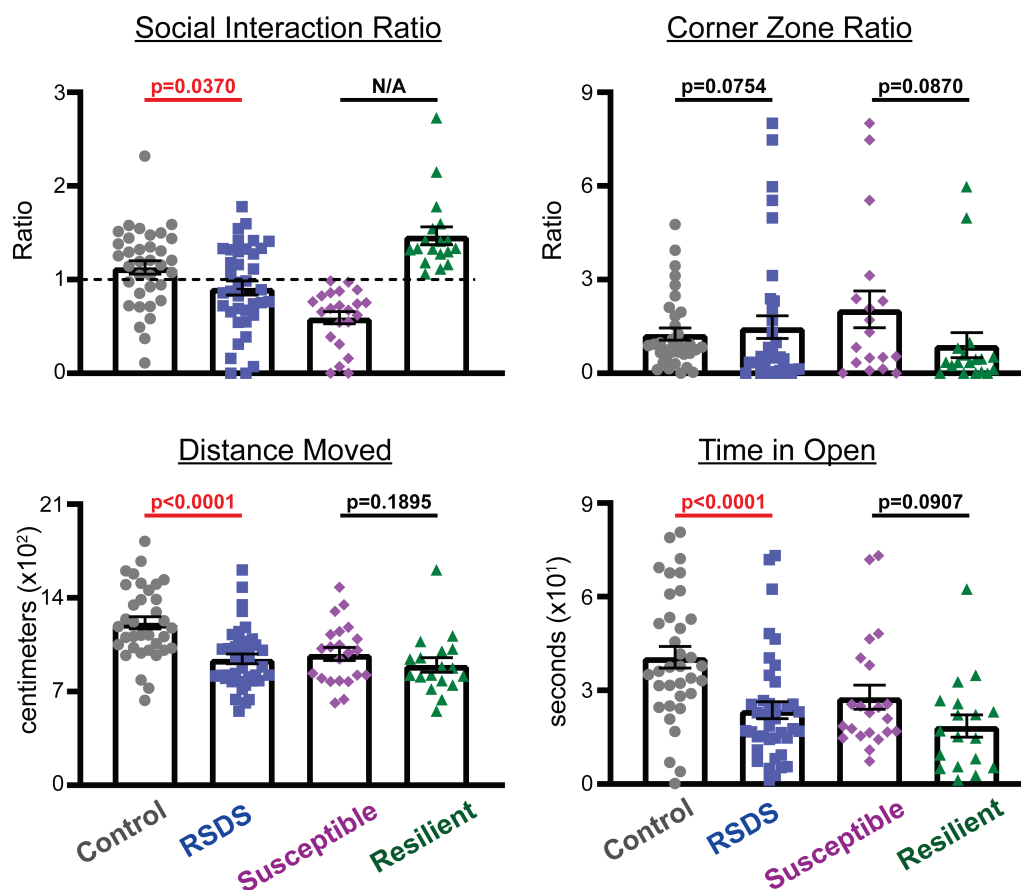 Social Interaction Ratio
Corner Zone Ratio
p=0.0370
N/A
p=0.0754
p=0.0870
Ratio
3
2
1
0
Ratio
9
6
3
0
Distance Moved
Time in Open
p<0.0001
p=0.1895
p<0.0001
p=0.0907
centimeters (x10²)
21
14
7
0
seconds (x10¹)
9
6
3
0
Control
RSDS
Susceptible
Resilient
Control
RSDS
Susceptible
Resilient